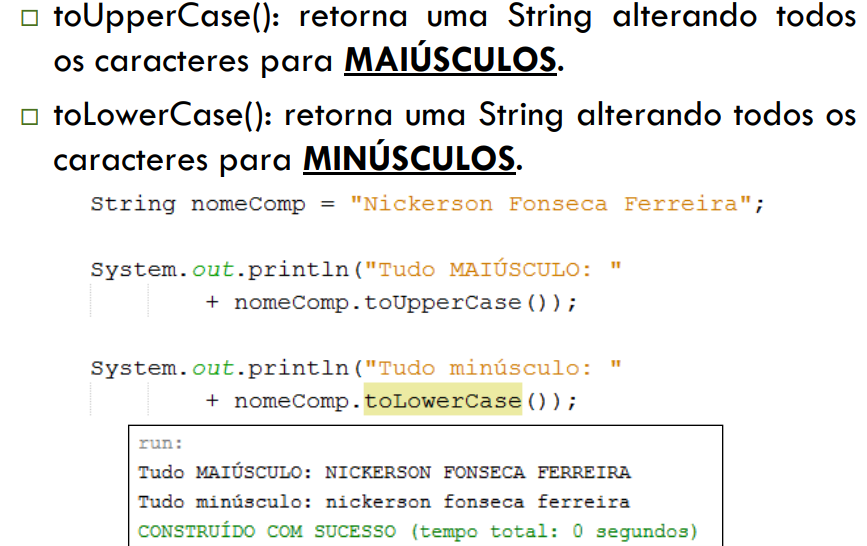 toUpperCase(): retorna uma String alterando todos
os caracteres para MAIÚSCULOS.
toLowerCase(): retorna uma String alterando todos os
caracteres para MINÚSCULOS.
String nomeComp = "Nickerson Fonseca Ferreira";
System.out.println("Tudo MAIÚSCULO: "
+ nomeComp.toUpperCase());
System.out.println("Tudo minúsculo: "
+ nomeComp.toLowerCase());
run:
Tudo MAIÚSCULO: NICKERSON FONSECA FERREIRA
Tudo minúsculo: nickerson fonseca ferreira
CONSTRUÍDO COM SUCESSO (tempo total: 0 segundos)